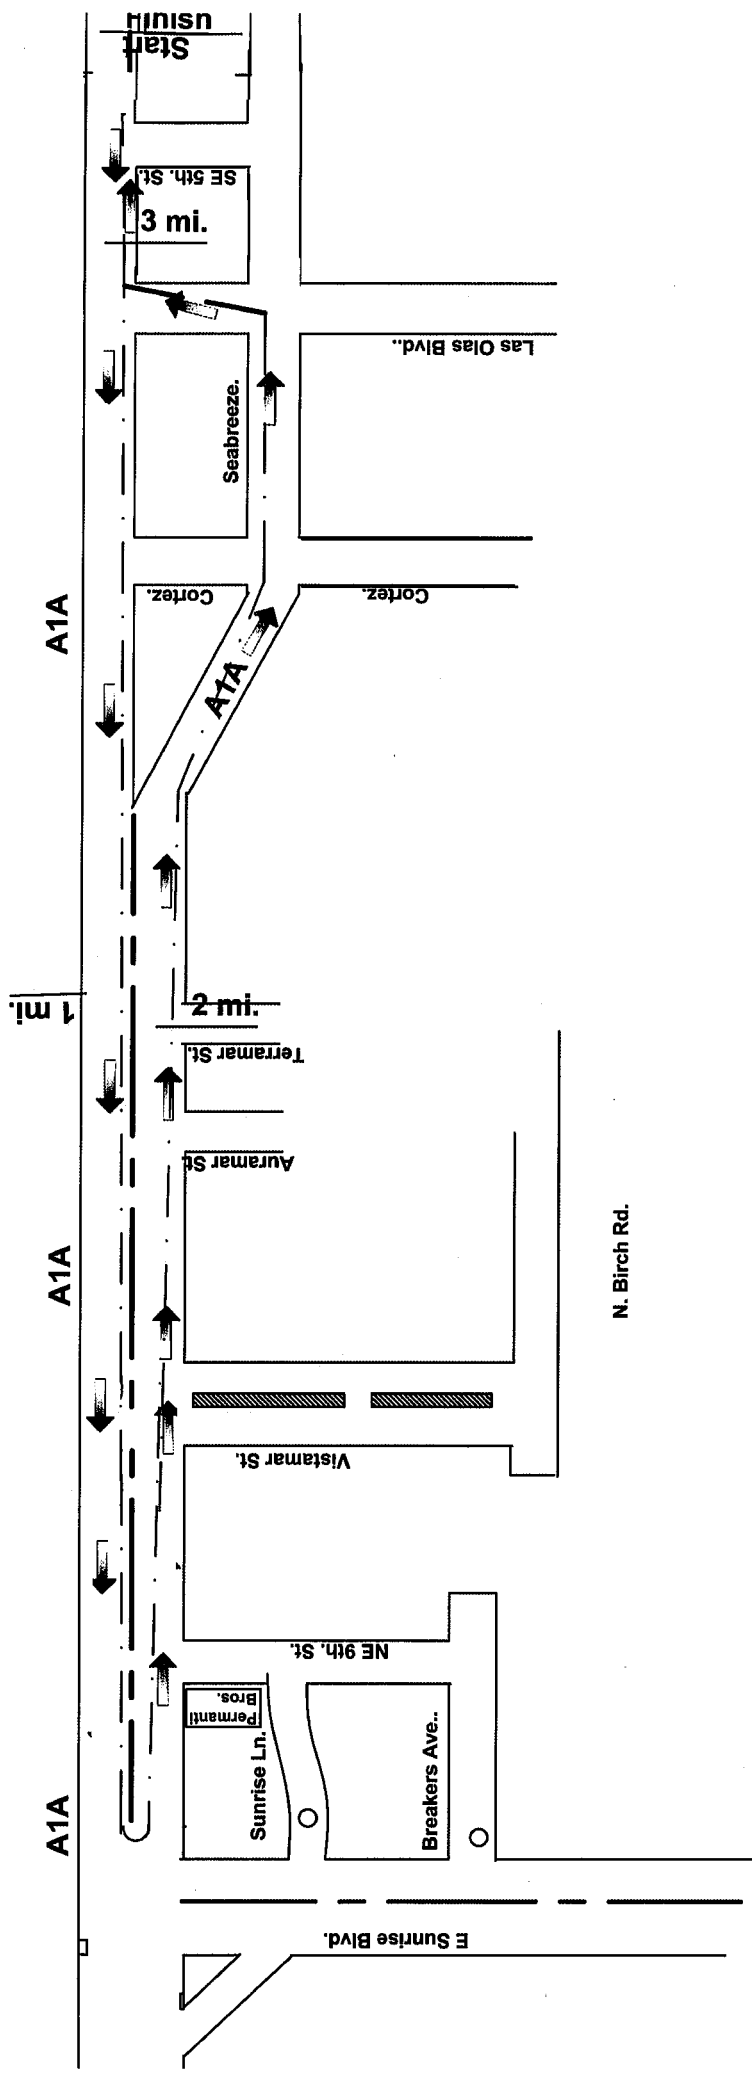 Finish
Start
SE 5th. St.
3 mi.
Las Olas Blvd..
Seabreeze.
Cortez.
Cortez.
A1A
A1A
1 mi.
2 mi.
Terramar St.
Auramar St.
A1A
N. Birch Rd.
Vistamar St.
NE 9th. St.
Permanti
Bros.
Sunrise Ln.
Breakers Ave..
A1A
E Sunrise Blvd.